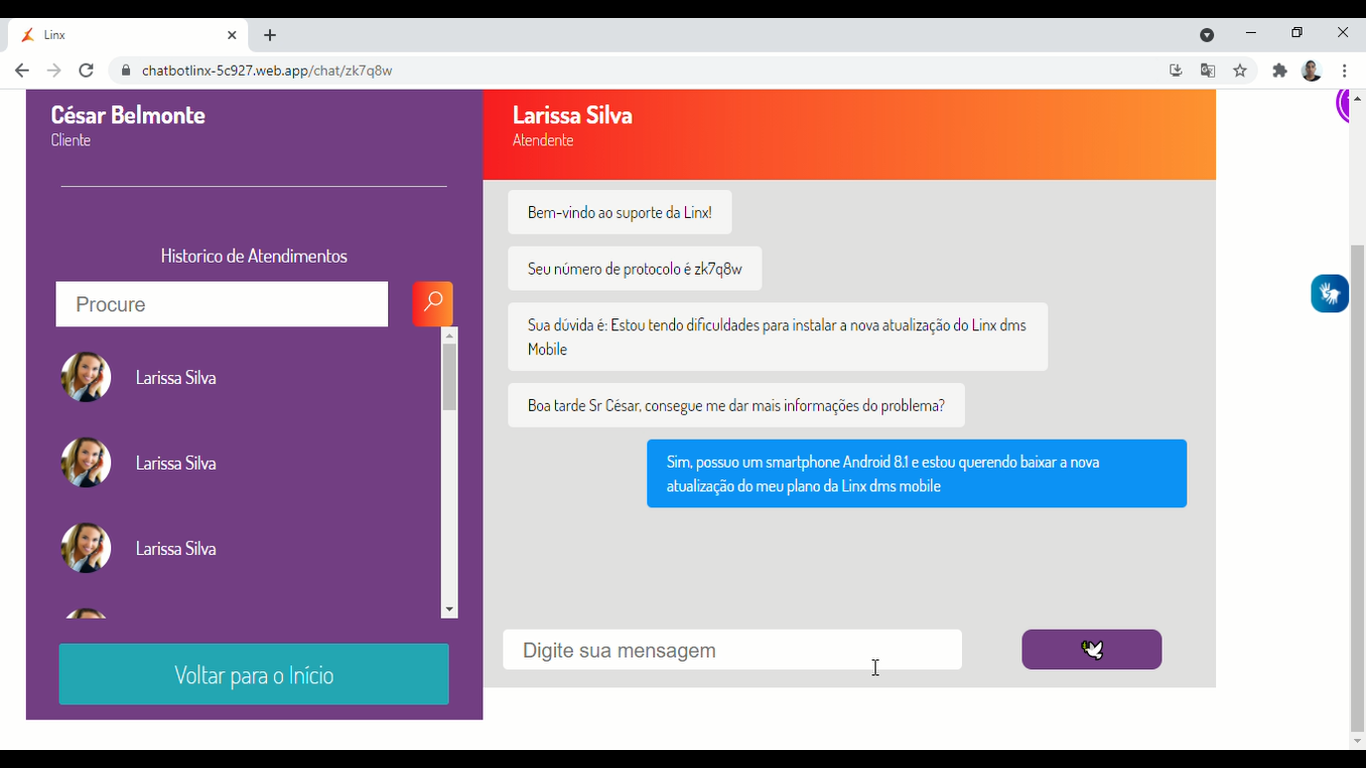 Linx
chatbotlinx-5c927.web.app/chat/zk7q8w
César Belmonte
Cliente
Historico de Atendimentos
Procure
Larissa Silva
Larissa Silva
Larissa Silva
Voltar para o Início
Larissa Silva
Atendente
Bem-vindo ao suporte da Linx!
Seu número de protocolo é zk7q8w
Sua dúvida é: Estou tendo dificuldades para instalar a nova atualização do Linx dms
Mobile
Boa tarde Sr César, consegue me dar mais informações do problema?
Sim, possuo um smartphone Android 8.1 e estou querendo baixar a nova
atualização do meu plano da Linx dms mobile
Digite sua mensagem